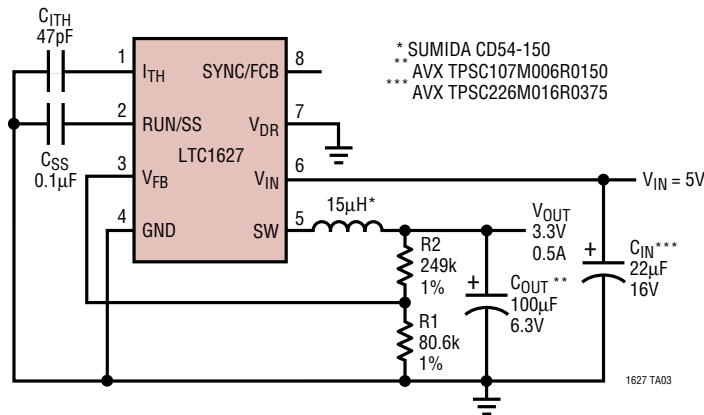 C_ITH
47pF
1
I_TH
SYNC/FCB
8
2
RUN/SS
V_DR
7
LTC1627
C_SS
0.1µF
3
V_FB
V_IN
6
4
GND
SW
5
15µH*
* SUMIDA CD54-150
** AVX TPSC107M006R0150
*** AVX TPSC226M016R0375
V_IN = 5V
V_OUT
3.3V
0.5A
R2
249k
1%
R1
80.6k
1%
+
C_OUT **
100µF
6.3V
+
C_IN***
22µF
16V
1627 TA03